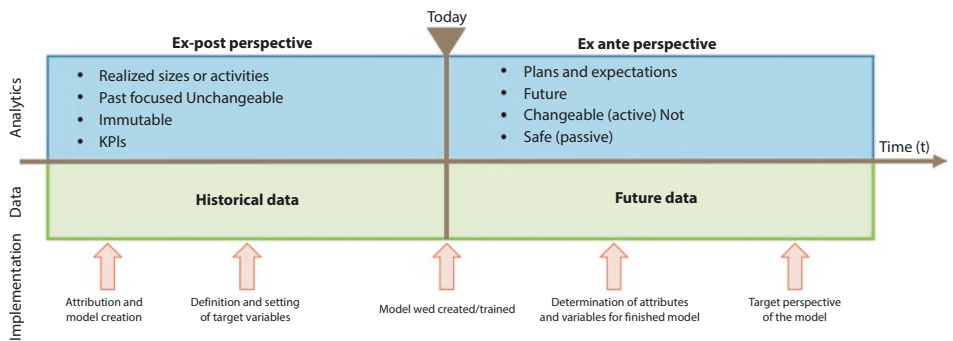 Today
Ex-post perspective
Ex ante perspective
Analytics
• Realized sizes or activities
• Past focused Unchangeable
• Immutable
• KPIs
• Plans and expectations
• Future
• Changeable (active) Not
• Safe (passive)
Time (t)
Data
Historical data
Future data
Implementation
Attribution and
model creation
Definition and setting
of target variables
Model wed created/trained
Determination of attributes
and variables for finished model
Target perspective
of the model